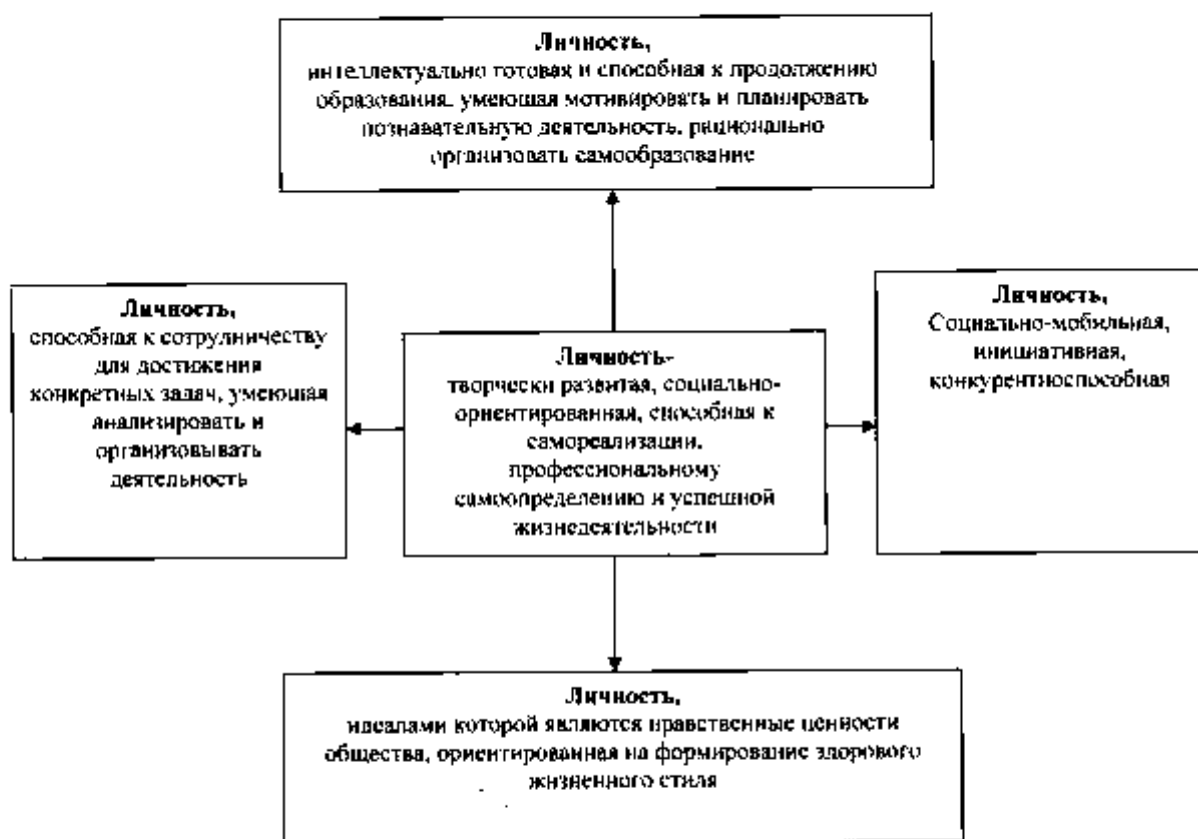 Личность,
интеллектуально готовая и способная к продолжению
образования, умеющая мотивировать и планировать
познавательную деятельность, рационально
организовать самообразование
Личность,
способная к сотрудничеству
для достижения
конкретных задач, умеющая
анализировать и
организовывать
деятельность
Личность-
творчески развитая, социально-
ориентированная, способная к
самореализации,
профессиональному
самоопределению и успешной
жизнедеятельности
Личность,
Социально-мобильная,
инициативная,
конкурентноспособная
Личность,
идеалами которой являются нравственные ценности
общества, ориентированная на формирование здорового
жизненного стиля